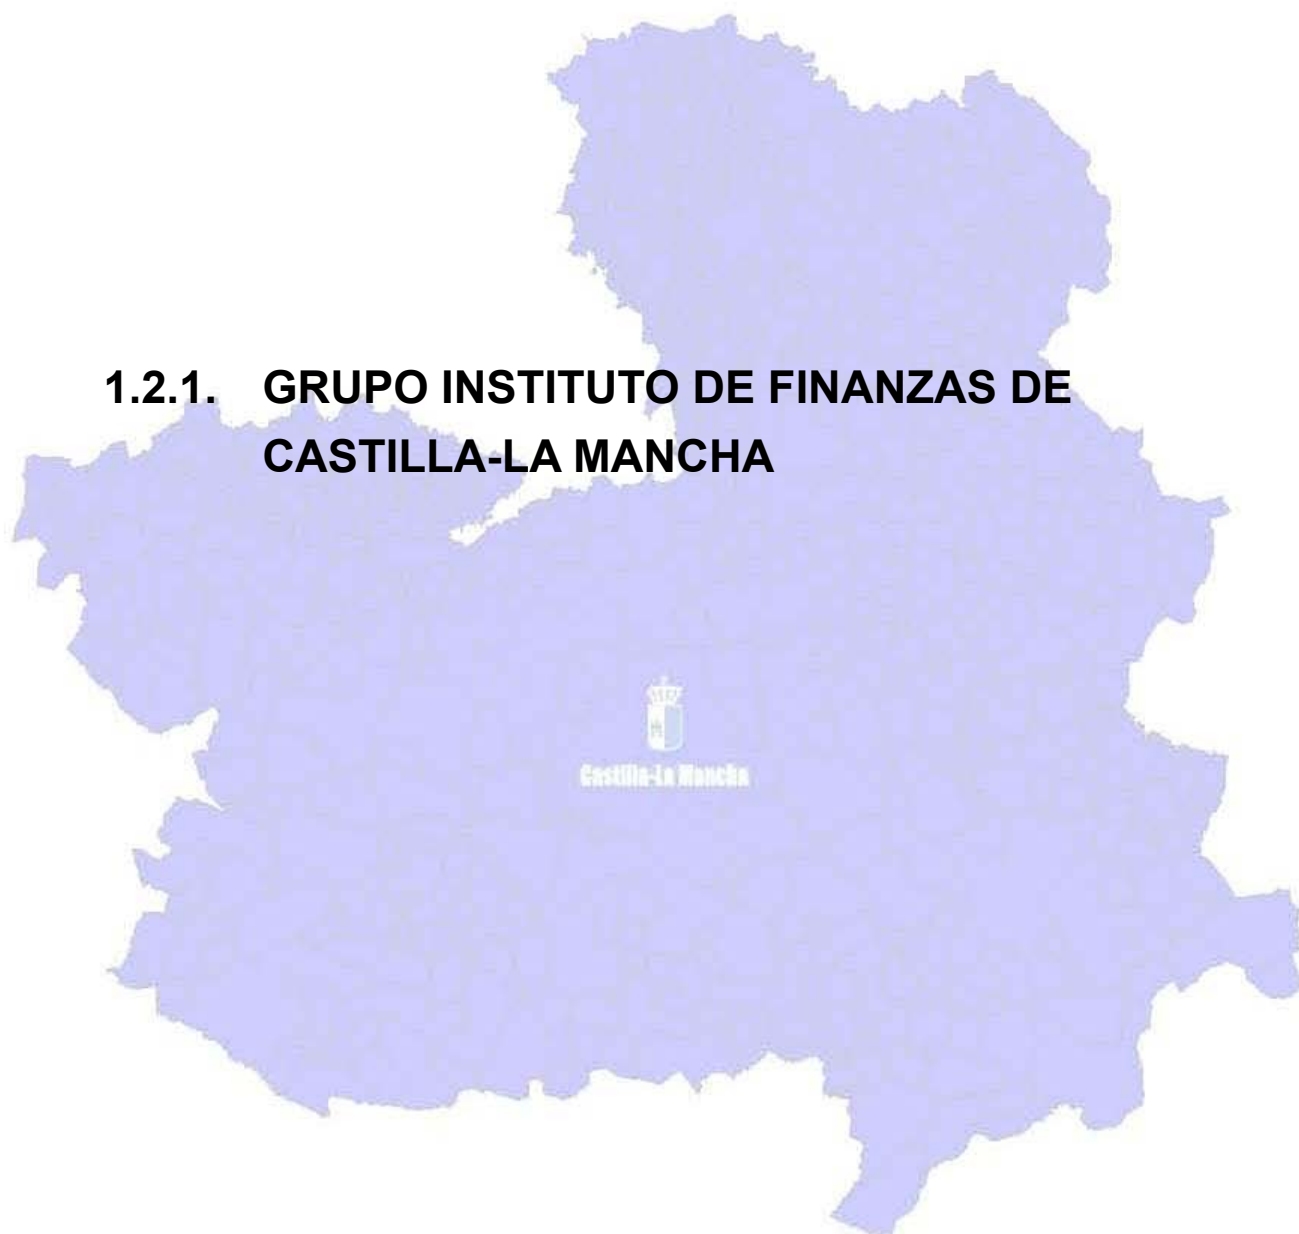 1.2.1. GRUPO INSTITUTO DE FINANZAS DE
CASTILLA-LA MANCHA
Castilla-La Mancha